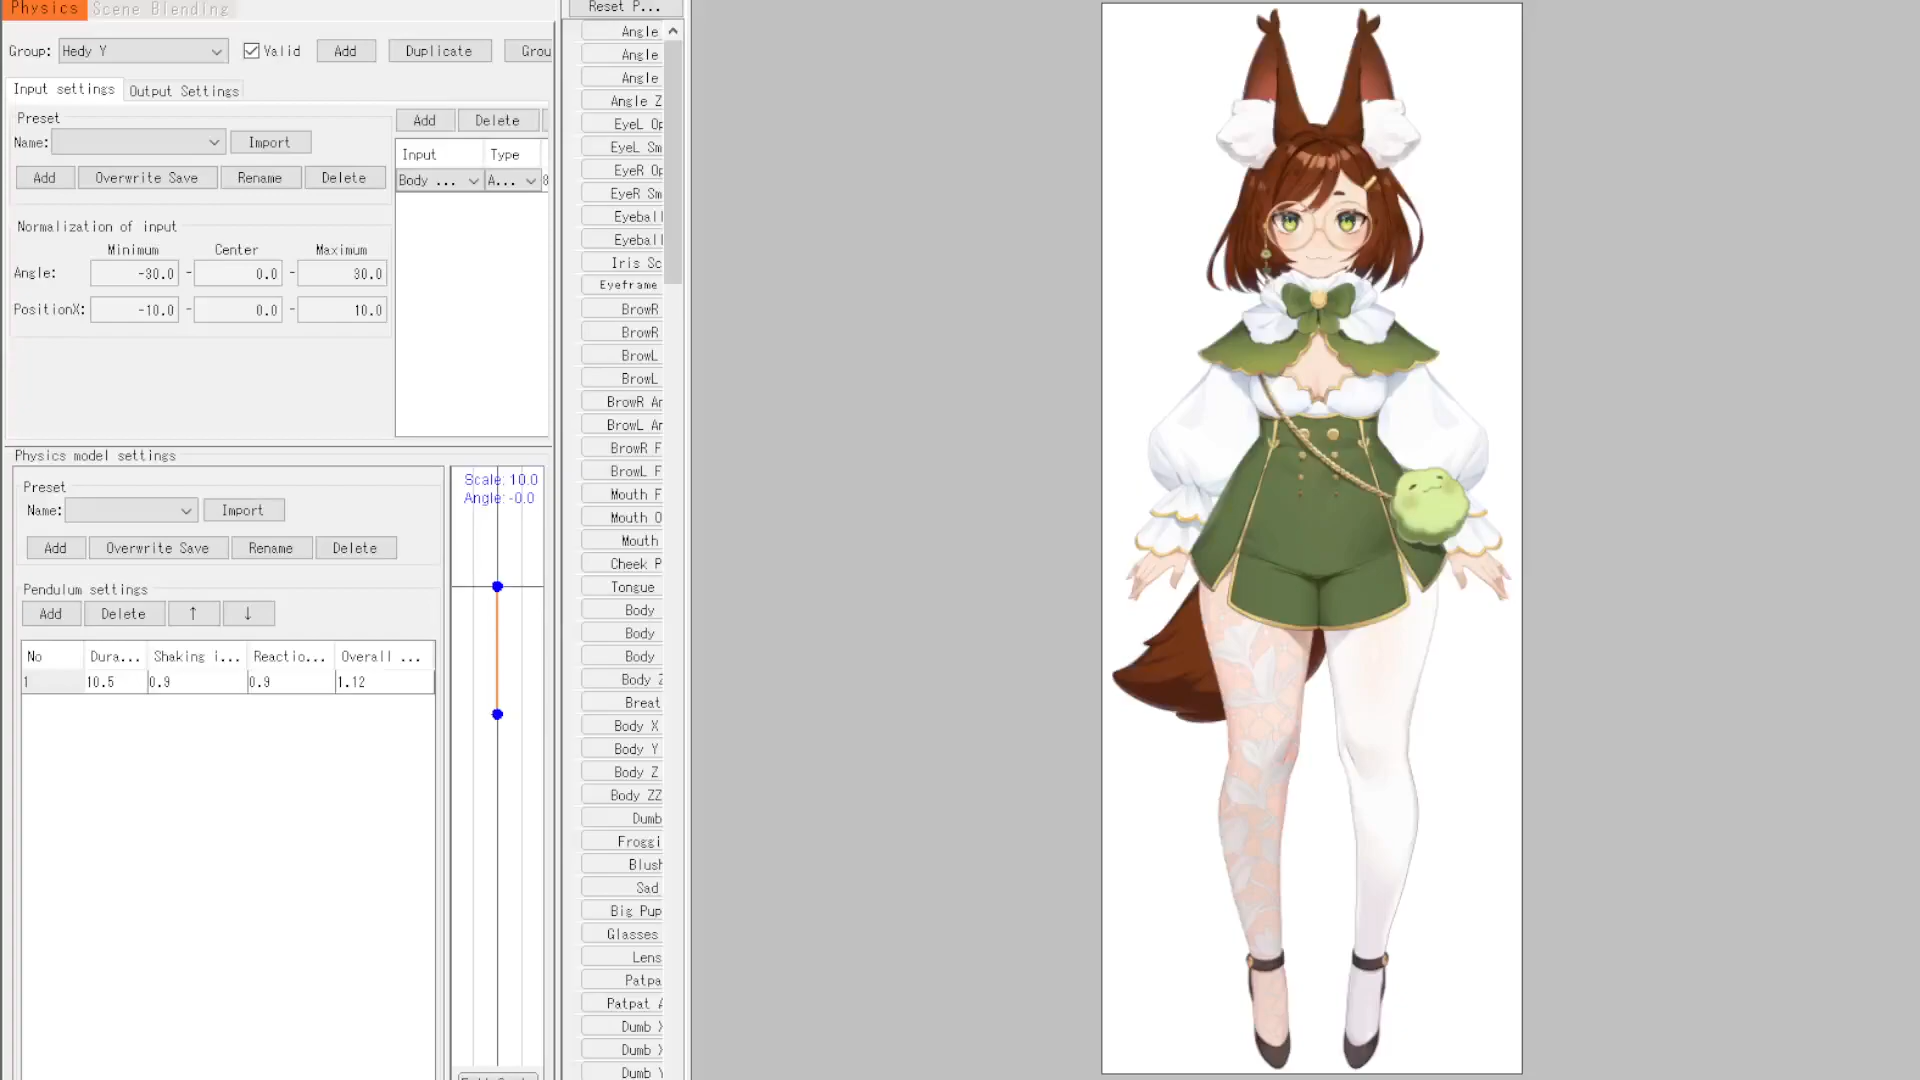 Physics Scene Blending
Group: Hedy Y Valid Add Duplicate Grou
Input settings Output Settings
Preset
Name: Import
Add Overwrite Save Rename Delete
Normalization of input
Minimum Center Maximum
Angle: -30.0 - 0.0 - 30.0
PositionX: -10.0 - 0.0 - 10.0
Add Delete
Input Type
Body ... A... 8
Physics model settings
Preset
Name: Import
Add Overwrite Save Rename Delete
Pendulum settings
Add Delete ↑ ↓
No Dura... Shaking i... Reactio... Overall ...
1 10.5 0.9 0.9 1.12
Scale: 10.0
Angle: -0.0
Reset P...
Angle
Angle
Angle
Angle Z
EyeL Op
EyeL Sm
EyeR Op
EyeR Sm
Eyeball
Eyeball
Iris Sc
Eyeframe
BrowR
BrowR
BrowL
BrowL
BrowR Ar
BrowL Ar
BrowR F
BrowL F
Mouth F
Mouth O
Mouth
Cheek P
Tongue
Body
Body
Body
Body Z
Breat
Body X
Body Y
Body Z
Body ZZ
Dumb
Froggi
Blush
Sad
Big Pup
Glasses
Lens
Patpa
Patpat A
Dumb X
Dumb X
Dumb Y